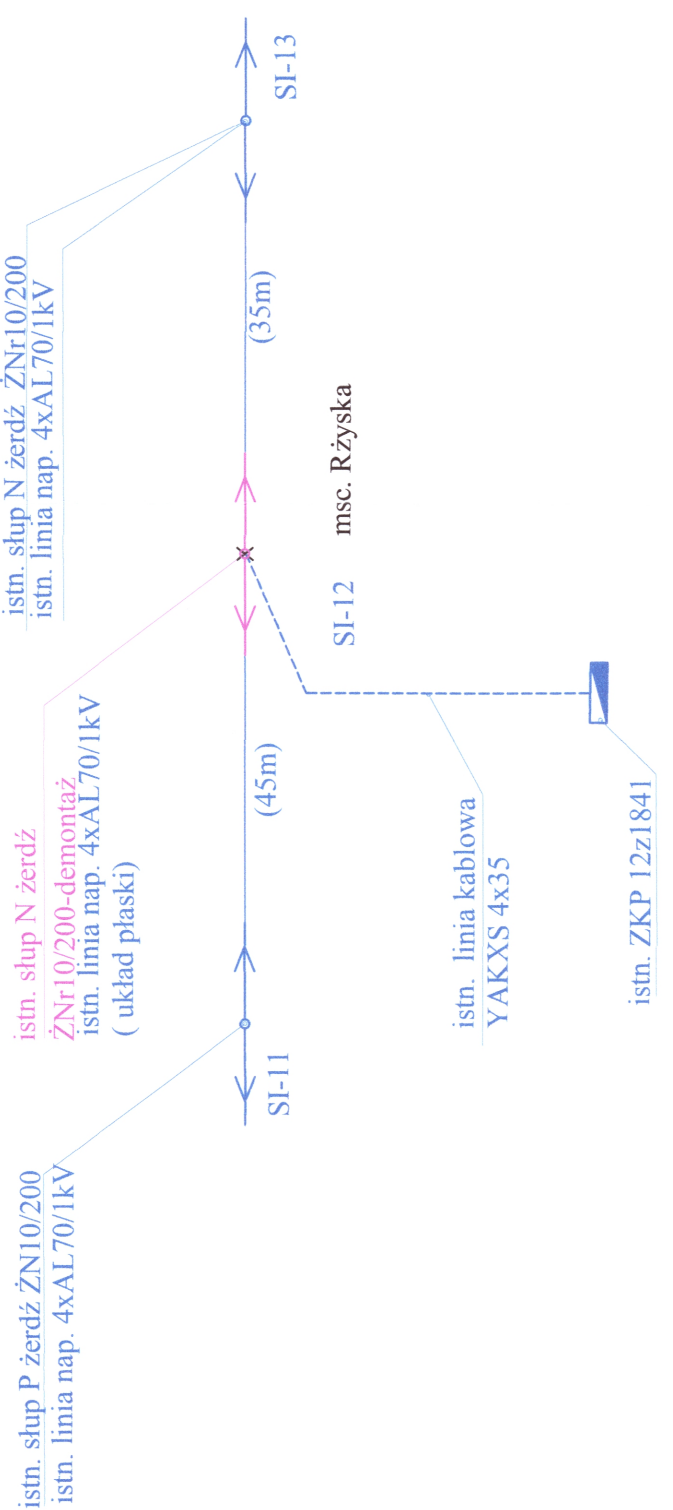 istn. słup P żerdź ŻN10/200
istn. linia nap. 4xAL70/1kV
istn. słup N żerdź
ŻNr10/200-demontaż
istn. linia nap. 4xAL70/1kV
( układ płaski)
istn. słup N żerdź ŻNr10/200
istn. linia nap. 4xAL70/1kV
SI-11
(45m)
SI-12
msc. Rżyska
(35m)
SI-13
istn. linia kablowa
YAKXS 4x35
istn. ZKP 12z1841